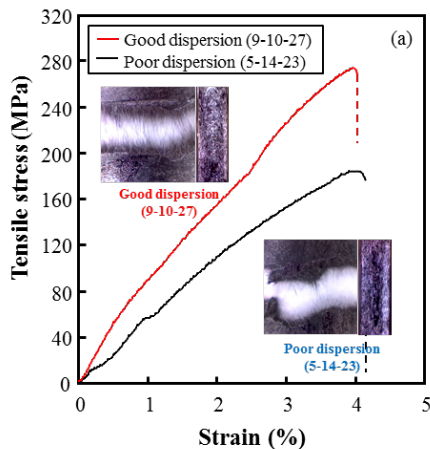 (a)
Good dispersion (9-10-27)
Poor dispersion (5-14-23)
Good dispersion
(9-10-27)
Poor dispersion
(5-14-23)
Tensile stress (MPa)
320
280
240
200
160
120
80
40
0
0 1 2 3 4 5
Strain (%)